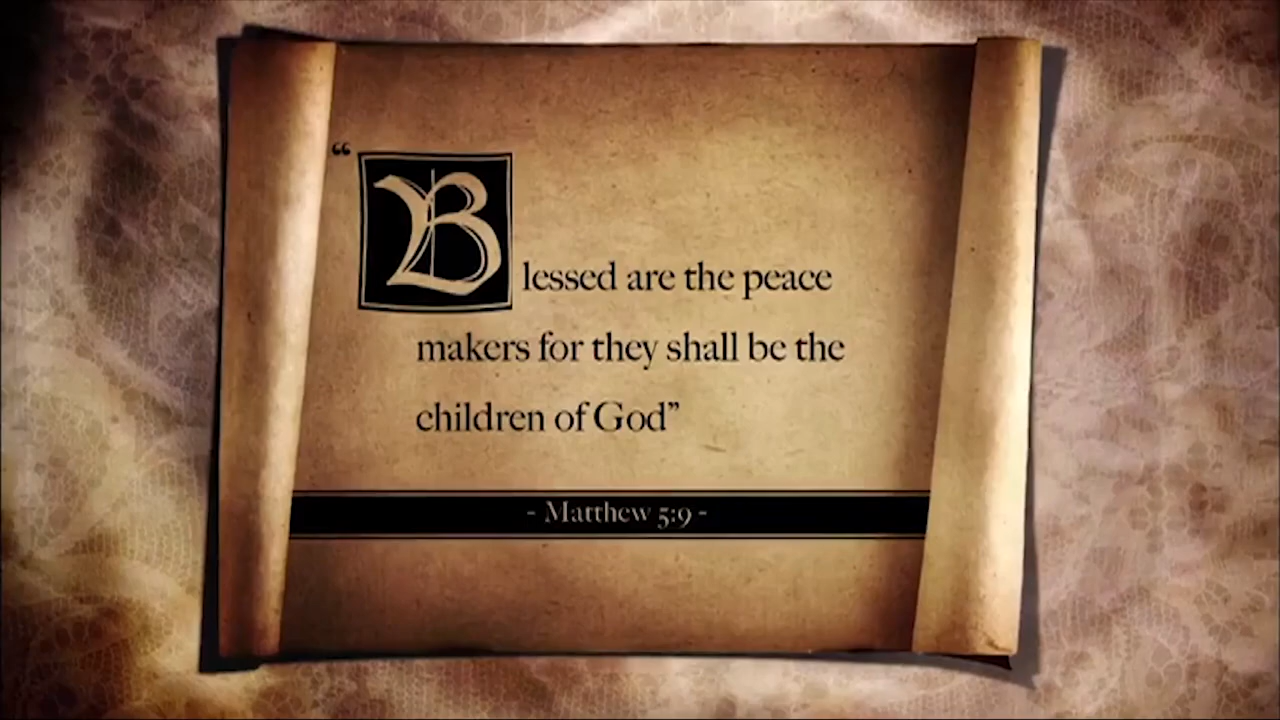 “Blessed are the peace
makers for they shall be the
children of God”
- Matthew 5:9 -